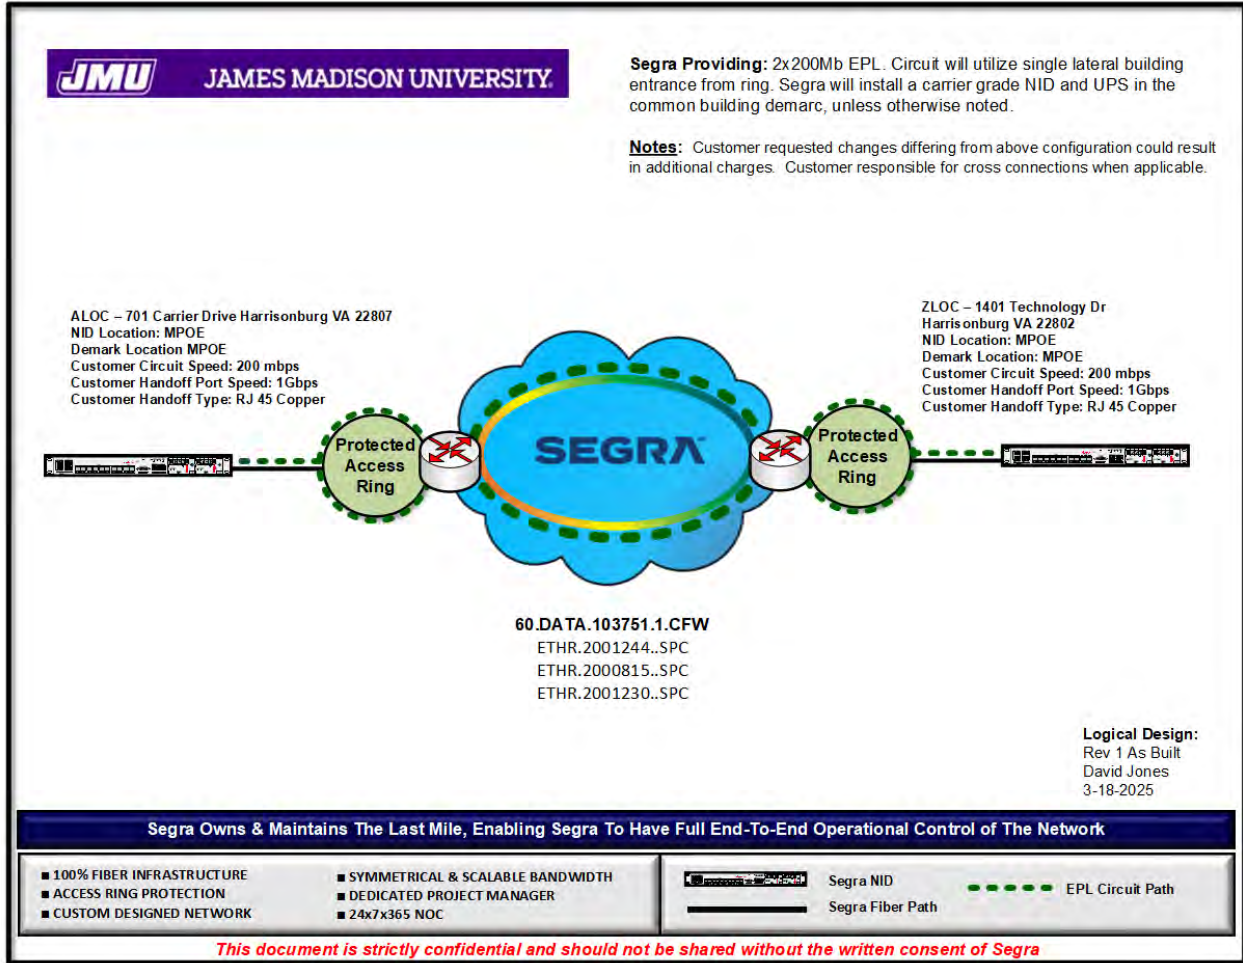 JMU JAMES MADISON UNIVERSITY.
Segra Providing: 2x200Mb EPL. Circuit will utilize single lateral building
entrance from ring. Segra will install a carrier grade NID and UPS in the
common building demarc, unless otherwise noted.
Notes: Customer requested changes differing from above configuration could result
in additional charges. Customer responsible for cross connections when applicable.
ALOC – 701 Carrier Drive Harrisonburg VA 22807
NID Location: MPOE
Demark Location MPOE
Customer Circuit Speed: 200 mbps
Customer Handoff Port Speed: 1Gbps
Customer Handoff Type: RJ 45 Copper
ZLOC – 1401 Technology Dr
Harrisonburg VA 22802
NID Location: MPOE
Demark Location: MPOE
Customer Circuit Speed: 200 mbps
Customer Handoff Port Speed: 1Gbps
Customer Handoff Type: RJ 45 Copper
Protected
Access
Ring
SEGRA
Protected
Access
Ring
60.DATA.103751.1.CFW
ETHR.2001244..SPC
ETHR.2000815..SPC
ETHR.2001230..SPC
Logical Design:
Rev 1 As Built
David Jones
3-18-2025
Segra Owns & Maintains The Last Mile, Enabling Segra To Have Full End-To-End Operational Control of The Network
■ 100% FIBER INFRASTRUCTURE
■ ACCESS RING PROTECTION
■ CUSTOM DESIGNED NETWORK
■ SYMMETRICAL & SCALABLE BANDWIDTH
■ DEDICATED PROJECT MANAGER
■ 24x7x365 NOC
Segra NID
Segra Fiber Path
EPL Circuit Path
This document is strictly confidential and should not be shared without the written consent of Segra